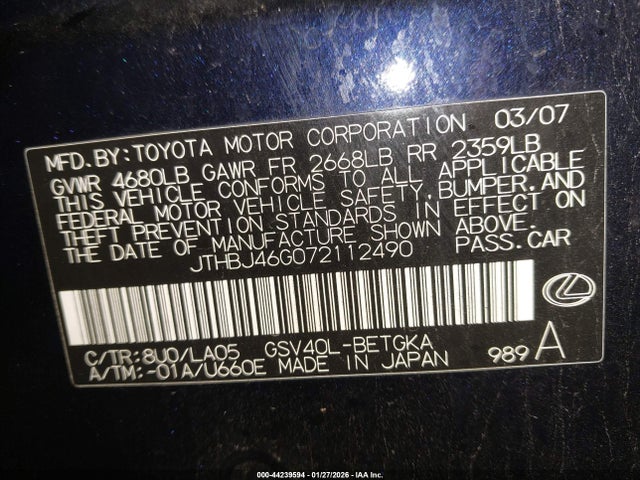 MFD.BY:TOYOTA MOTOR CORPORATION 03/07
GVWR 4680LB GAWR FR 2668LB RR 2359LB
THIS VEHICLE CONFORMS TO ALL APPLICABLE
FEDERAL MOTOR VEHICLE SAFETY,BUMPER,AND
THEFT PREVENTION STANDARDS IN EFFECT ON
THE DATE OF MANUFACTURE SHOWN ABOVE.
JTHBJ46G072112490 PASS.CAR
C/TR:8U0/LA05 GSV40L-BETGKA
A/TM:-01A/U660E MADE IN JAPAN 989 A
000-44239594 - 01/27/2026 - IAA Inc.